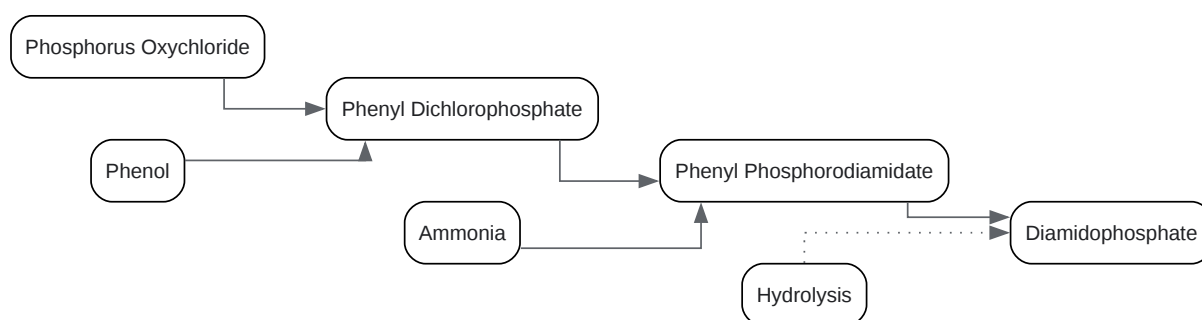 Phosphorus Oxychloride
Phenyl Dichlorophosphate
Phenol
Phenyl Phosphorodiamidate
Ammonia
Diamidophosphate
Hydrolysis